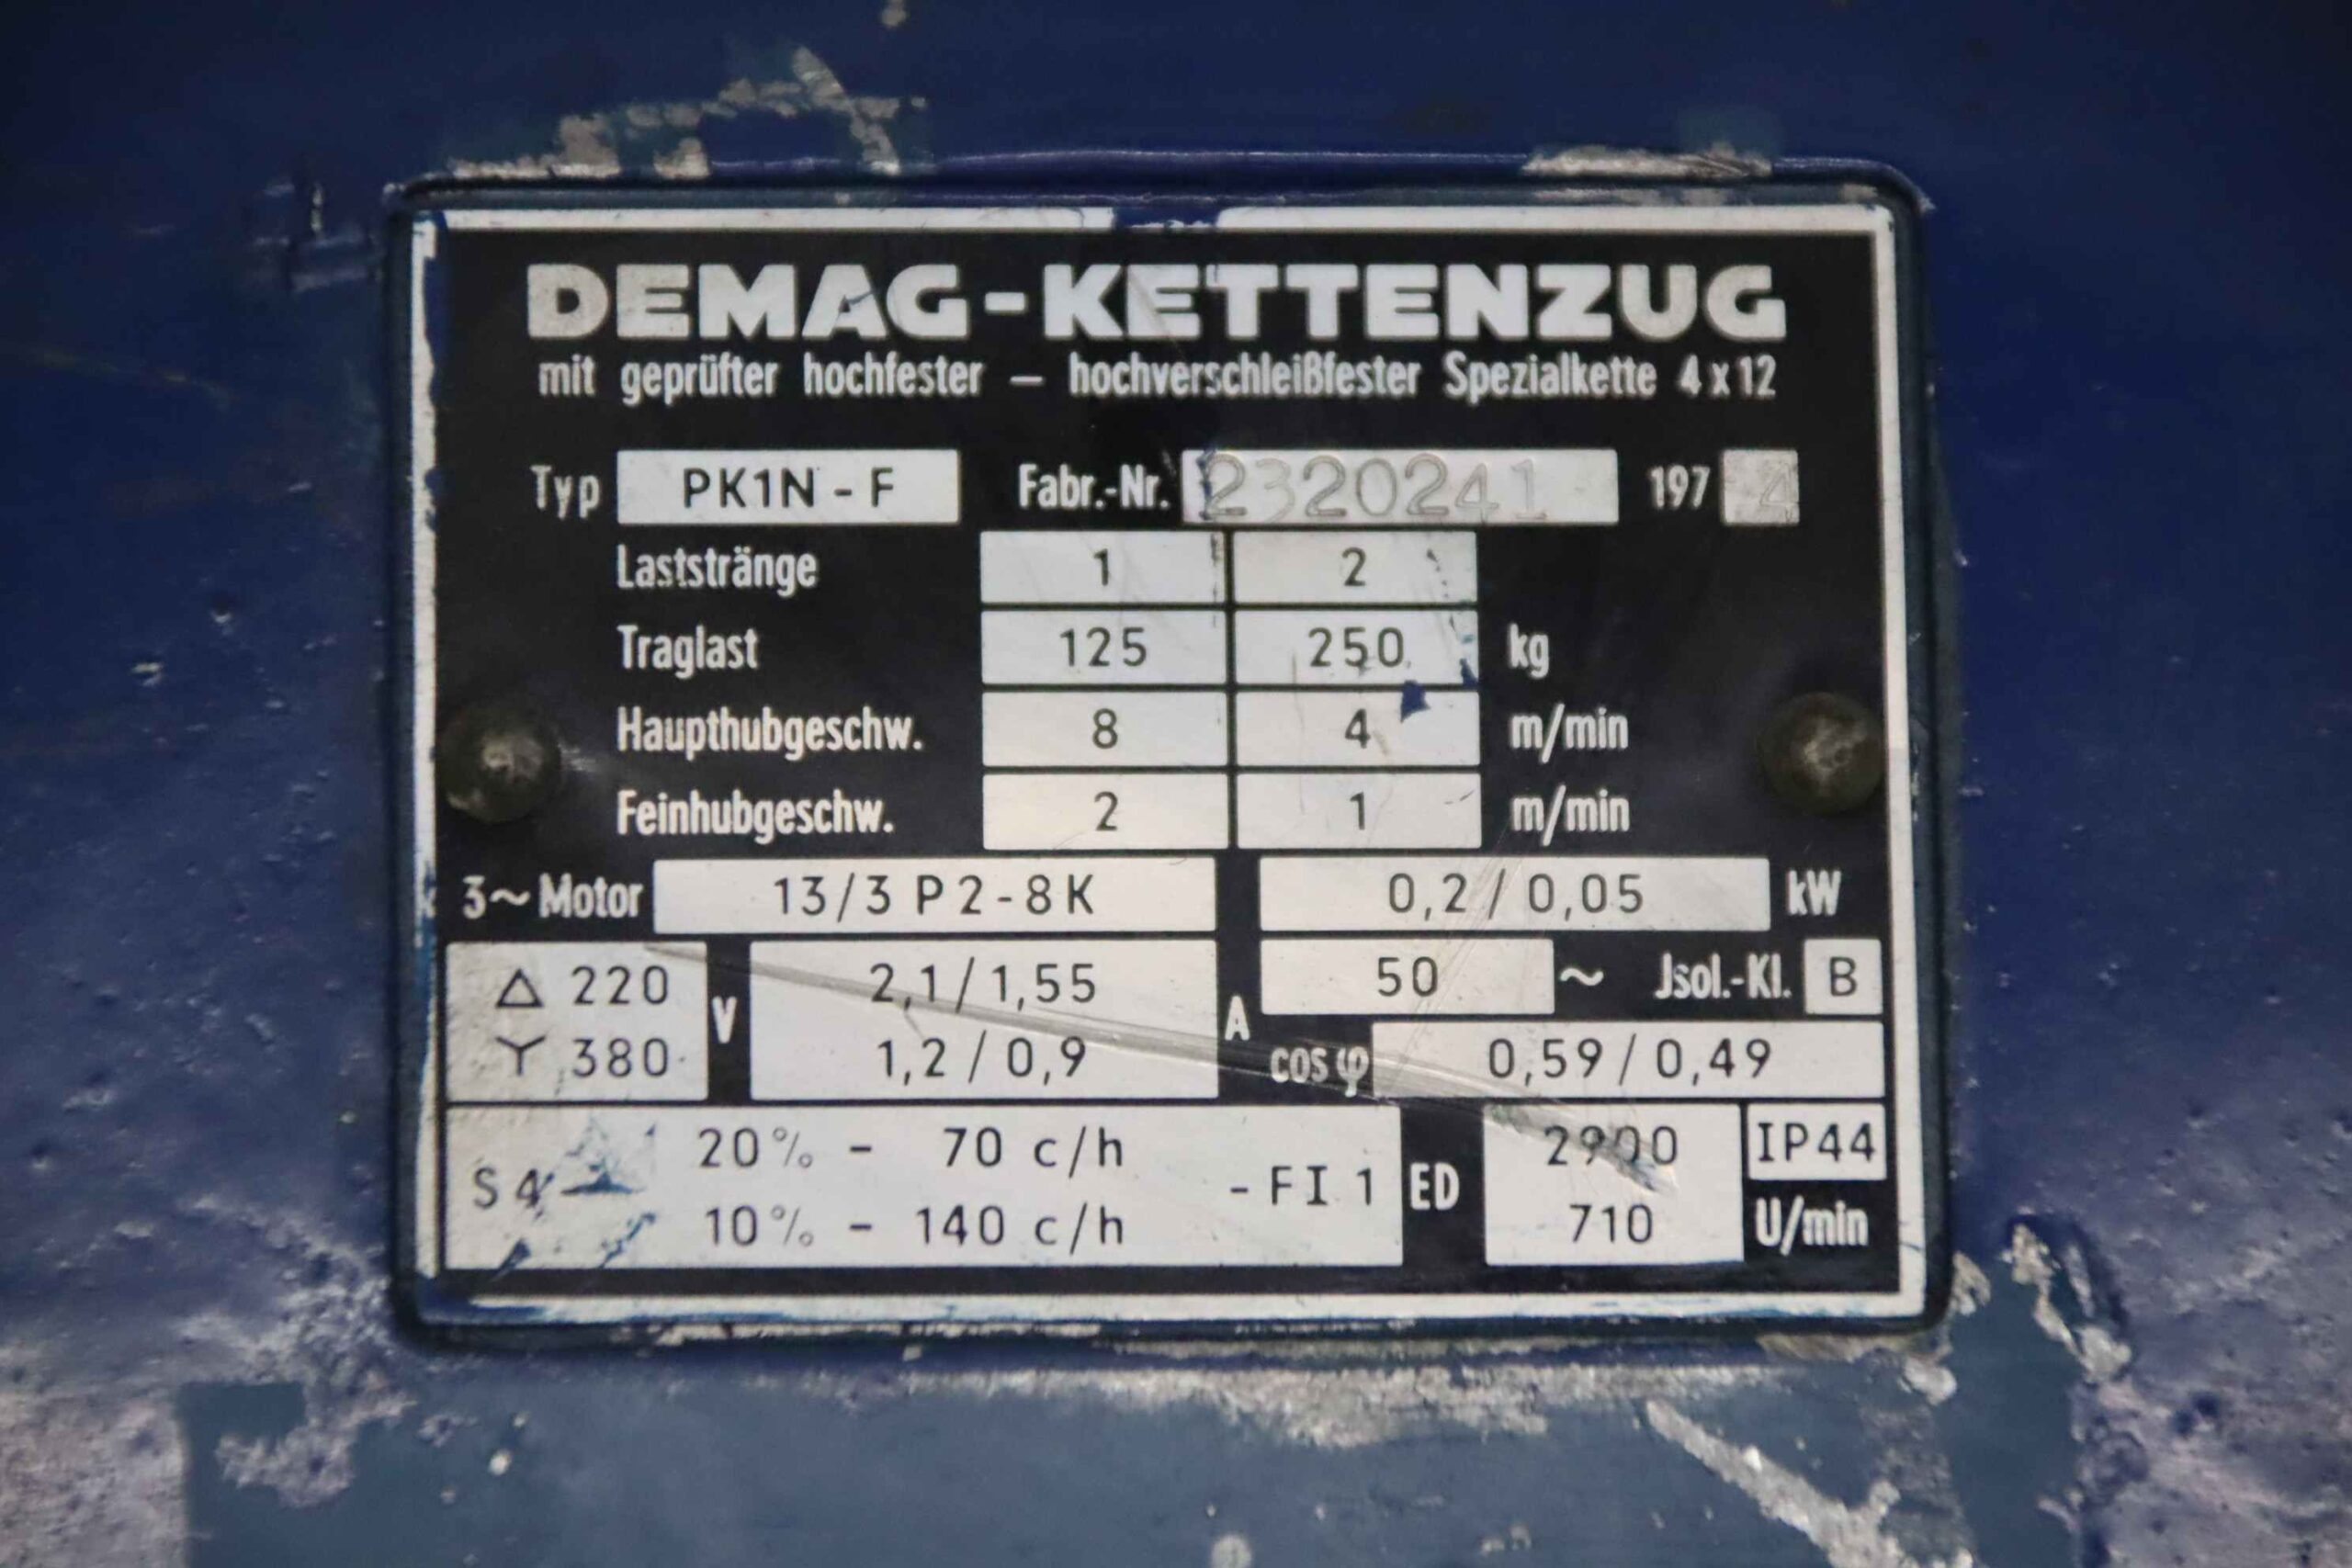 DEMAG-KETTENZUG
mit geprüfter hochfester – hochverschleißfester Spezialkette 4x12
Typ PK1N-F Fabr.-Nr. 2320241 197 4
Laststränge 1 2
Traglast 125 250 kg
Haupthubgeschw. 8 4 m/min
Feinhubgeschw. 2 1 m/min
3~Motor 13/3 P2-8K 0,2/0,05 kW
△ 220 V 2,1/1,55 A 50 ~ Jsol.-Kl. B
Y 380 1,2/0,9 cos φ 0,59/0,49
S4 20% - 70 c/h -FI 1 ED 2900 IP44
10% - 140 c/h 710 U/min